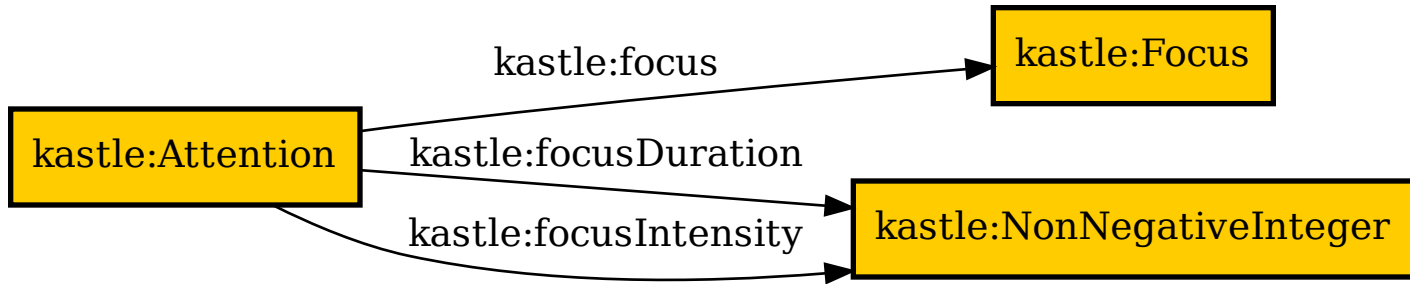 kastle:focus
kastle:Focus
kastle:Attention
kastle:focusDuration
kastle:focusIntensity
kastle:NonNegativeInteger